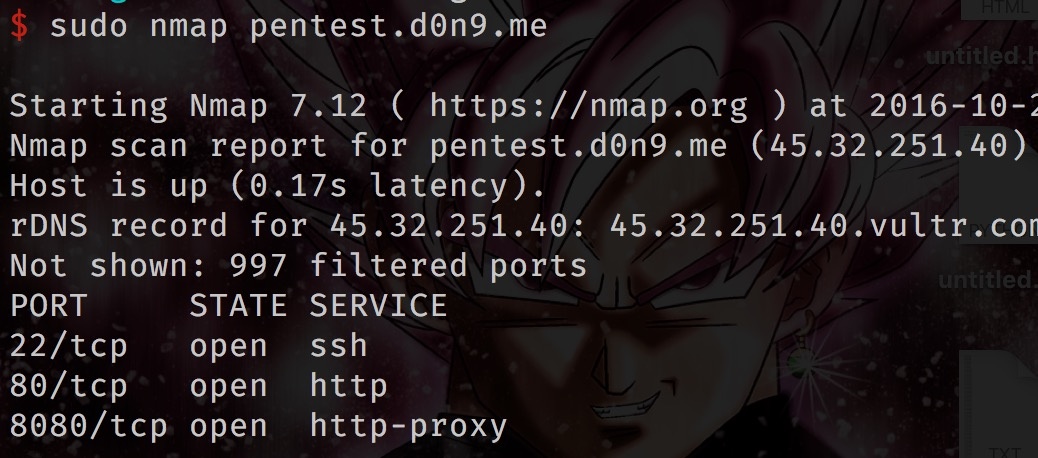 $ sudo nmap pentest.d0n9.me
Starting Nmap 7.12 ( https://nmap.org ) at 2016-10-2
Nmap scan report for pentest.d0n9.me (45.32.251.40)
Host is up (0.17s latency).
rDNS record for 45.32.251.40: 45.32.251.40.vultr.com
Not shown: 997 filtered ports
PORT STATE SERVICE
22/tcp open ssh
80/tcp open http
8080/tcp open http-proxy
HTML
untitled.h
untitled.
TXT